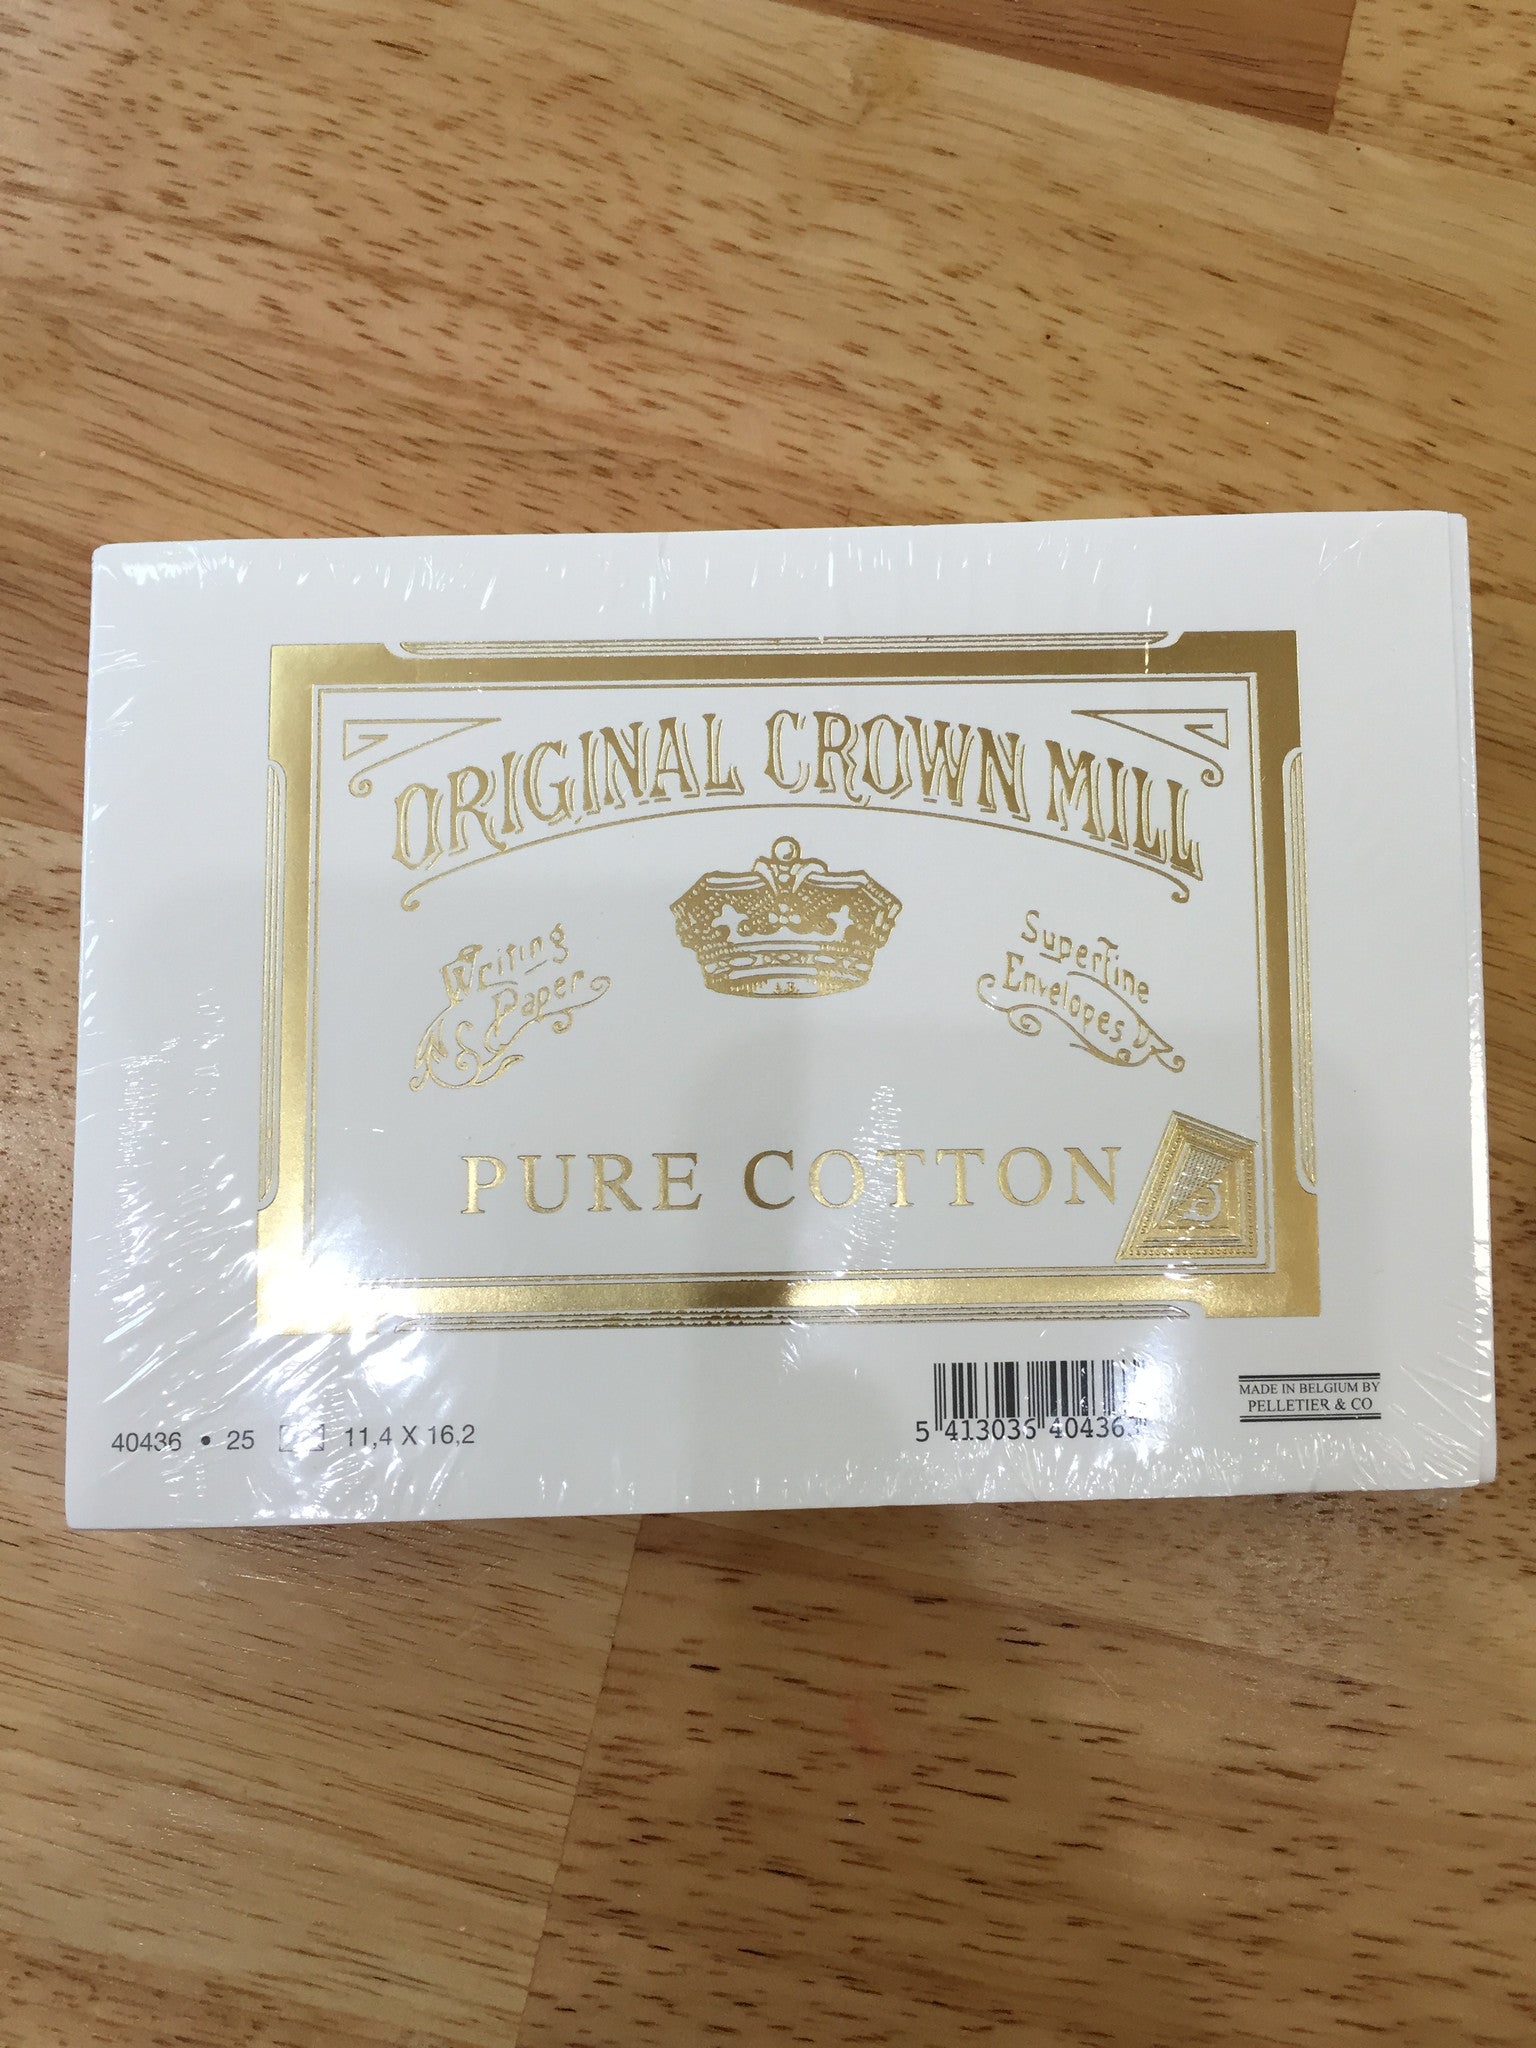 ORIGINAL CROWN MILL
Writing
Paper
Superfine
Envelopes
PURE COTTON
MADE IN BELGIUM BY
PELLETIER & CO
40436 • 25 11,4 X 16,2
5 413036 404363